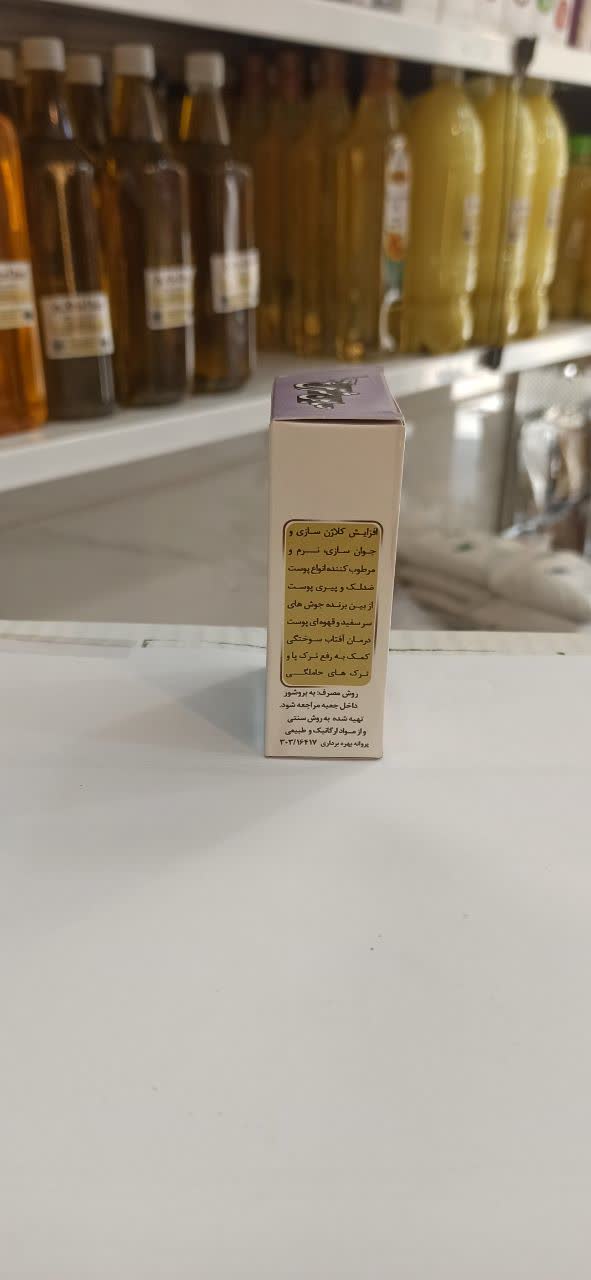 افزایش کلاژن سازی و
جوان سازی، نرم و
مرطوب کننده انواع پوست
ضدلک و پیری پوست
از بین برنده جوش های
سر سفید و قهوه ای پوست
درمان آفتاب سوختگی
کمک به رفع ترک پا و
ترک های حاملگی
روش مصرف: به بروشور
داخل جعبه مراجعه شود.
تهیه شده به روش سنتی
و از مواد ارگانیک و طبیعی
پروانه بهره برداری ۳۰۳/۱۶۴۱۷